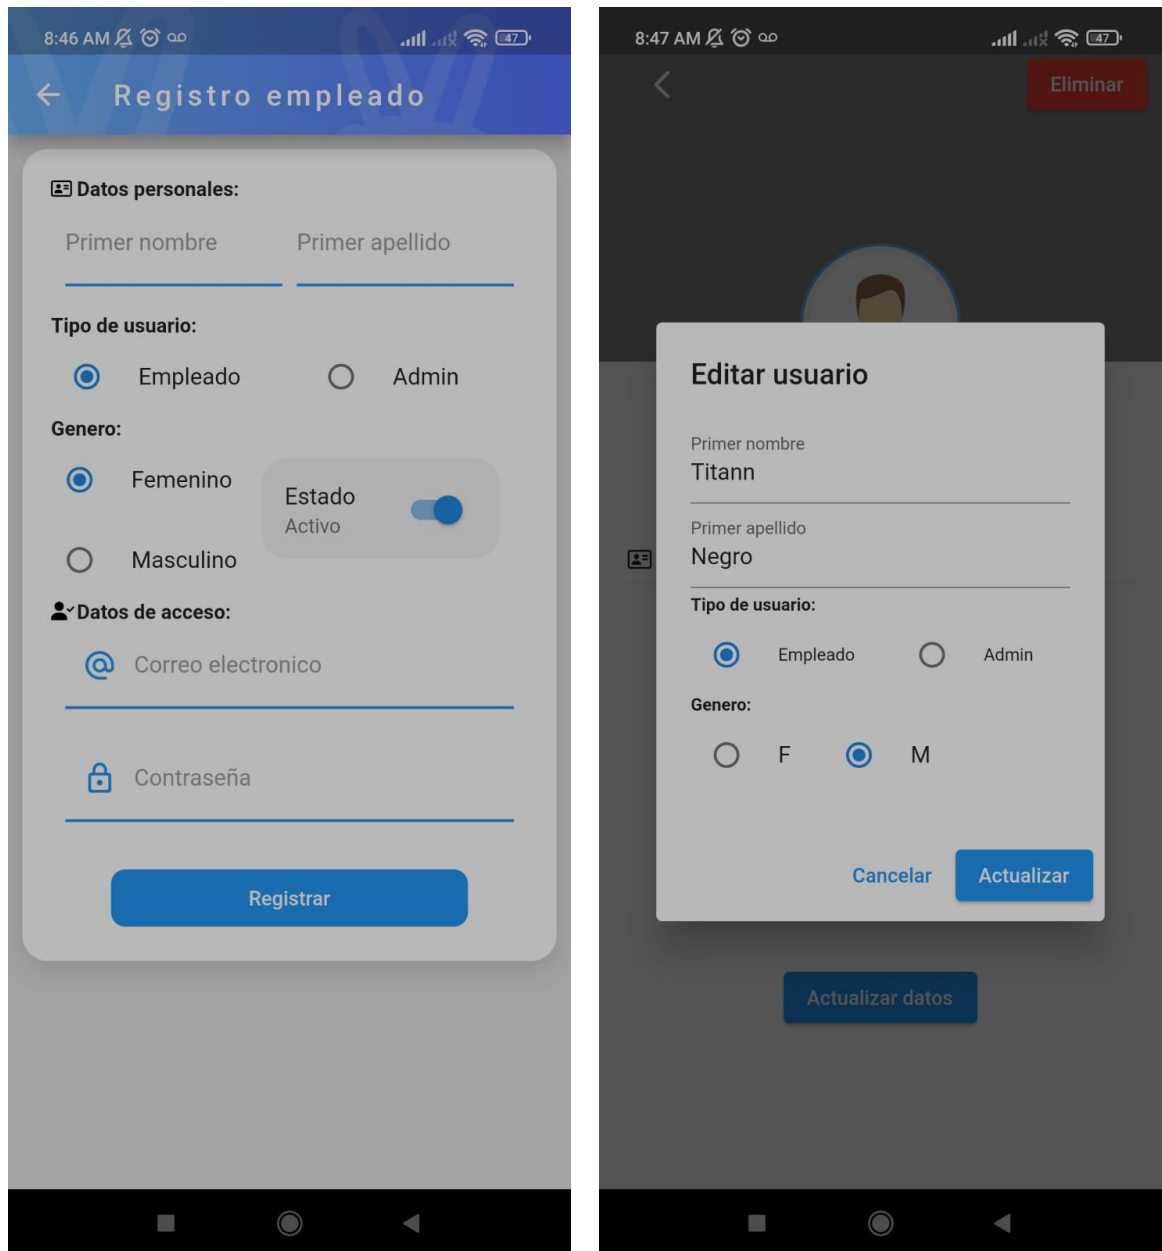 8:46 AM
47
Registro empleado
Datos personales:
Primer nombre
Primer apellido
Tipo de usuario:
Empleado
Admin
Genero:
Femenino
Estado
Activo
Masculino
Datos de acceso:
Correo electronico
Contraseña
Registrar
8:47 AM
47
Eliminar
Editar usuario
Primer nombre
Titann
Primer apellido
Negro
Tipo de usuario:
Empleado
Admin
Genero:
F
M
Cancelar
Actualizar
Actualizar datos